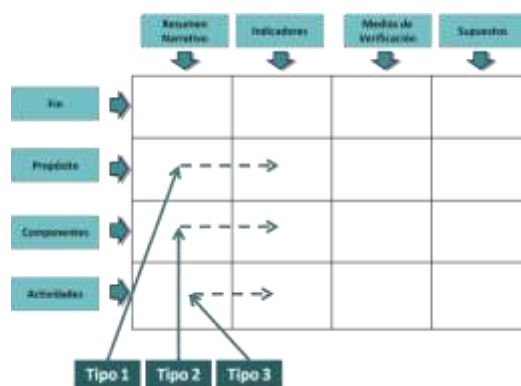 Resumen
Narrativo
Indicadores
Medios de
Verificación
Supuestos
Fin
Propósito
Componentes
Actividades
Tipo 1
Tipo 2
Tipo 3